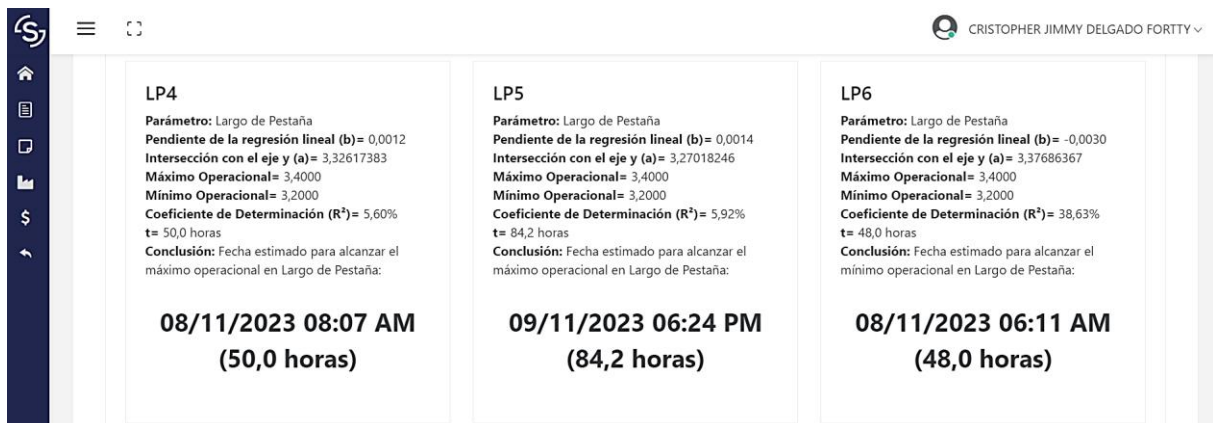 CRISTOPHER JIMMY DELGADO FORTTY
LP4
Parámetro: Largo de Pestaña
Pendiente de la regresión lineal (b)= 0,0012
Intersección con el eje y (a)= 3,32617383
Máximo Operacional= 3,4000
Mínimo Operacional= 3,2000
Coeficiente de Determinación (R²)= 5,60%
t= 50,0 horas
Conclusión: Fecha estimado para alcanzar el
máximo operacional en Largo de Pestaña:
08/11/2023 08:07 AM
(50,0 horas)
LP5
Parámetro: Largo de Pestaña
Pendiente de la regresión lineal (b)= 0,0014
Intersección con el eje y (a)= 3,27018246
Máximo Operacional= 3,4000
Mínimo Operacional= 3,2000
Coeficiente de Determinación (R²)= 5,92%
t= 84,2 horas
Conclusión: Fecha estimado para alcanzar el
máximo operacional en Largo de Pestaña:
09/11/2023 06:24 PM
(84,2 horas)
LP6
Parámetro: Largo de Pestaña
Pendiente de la regresión lineal (b)= -0,0030
Intersección con el eje y (a)= 3,37686367
Máximo Operacional= 3,4000
Mínimo Operacional= 3,2000
Coeficiente de Determinación (R²)= 38,63%
t= 48,0 horas
Conclusión: Fecha estimado para alcanzar el
mínimo operacional en Largo de Pestaña:
08/11/2023 06:11 AM
(48,0 horas)